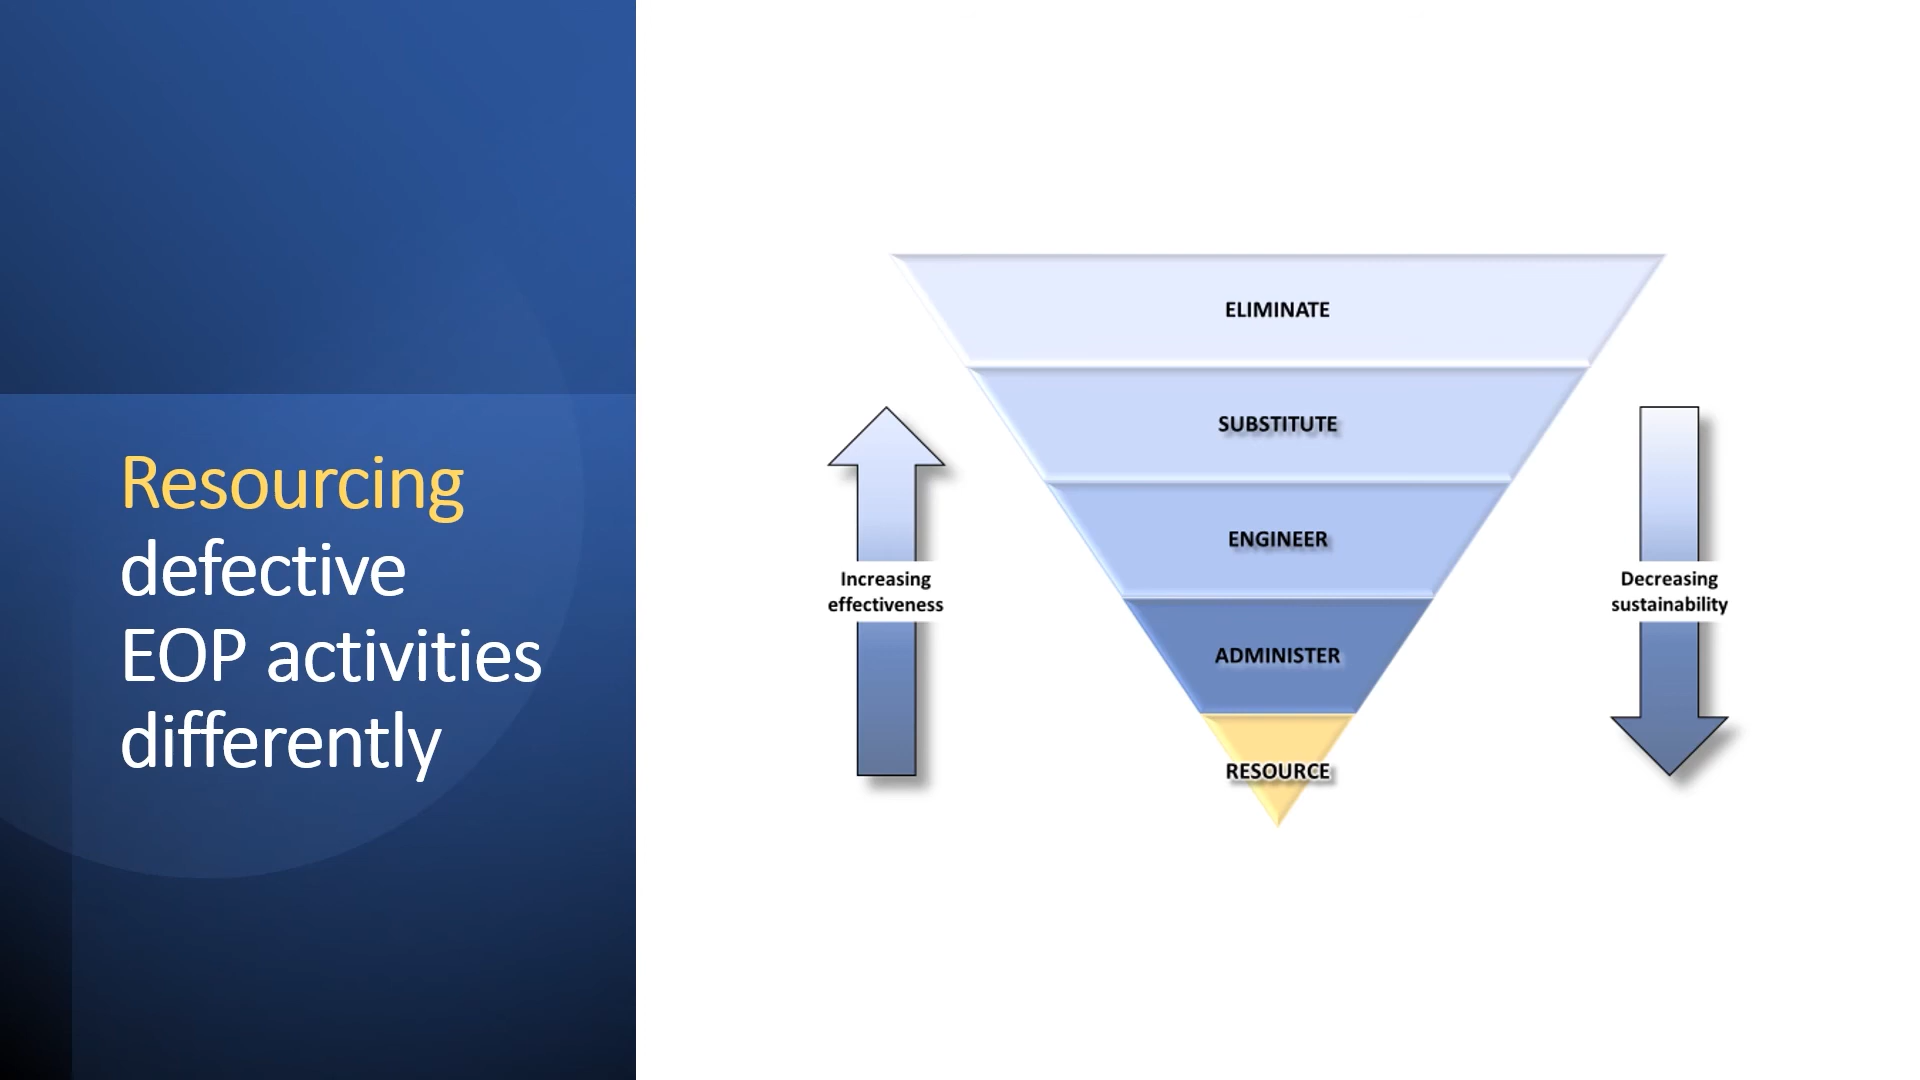 Resourcing
defective
EOP activities
differently
ELIMINATE
SUBSTITUTE
ENGINEER
ADMINISTER
RESOURCE
Increasing
effectiveness
Decreasing
sustainability